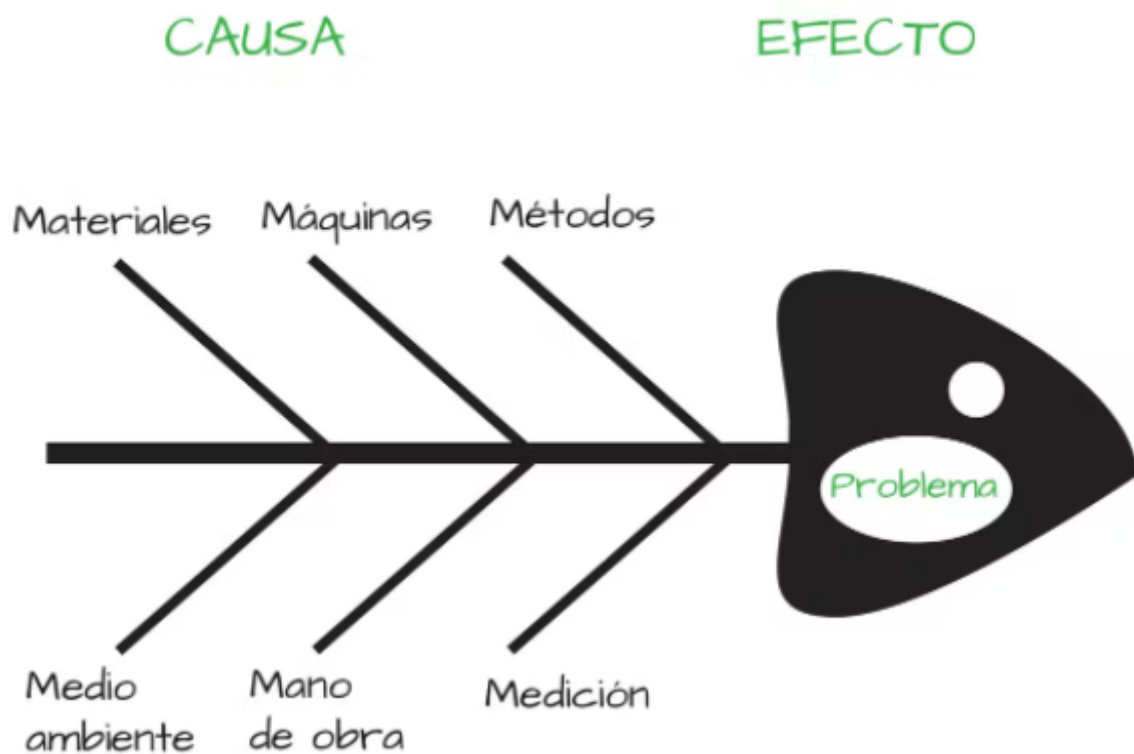 CAUSA
EFECTO
Materiales
Máquinas
Métodos
Problema
Medio
ambiente
Mano
de obra
Medición